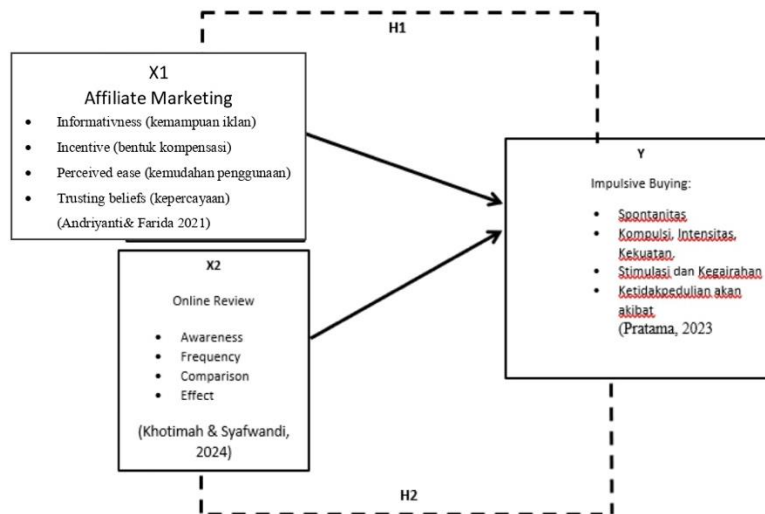 H1
X1
Affiliate Marketing
• Informativness (kemampuan iklan)
• Incentive (bentuk kompensasi)
• Perceived ease (kemudahan penggunaan)
• Trusting beliefs (kepercayaan)
(Andriyanti& Farida 2021)
X2
Online Review
• Awareness
• Frequency
• Comparison
• Effect
(Khotimah & Syafwandi,
2024)
Y
Impulsive Buying:
• Spontanitas
• Kompulsi, Intensitas,
Kekuatan,
• Stimulasi dan Kegairahan
• Ketidakpedulian akan
akibat
(Pratama, 2023
H2